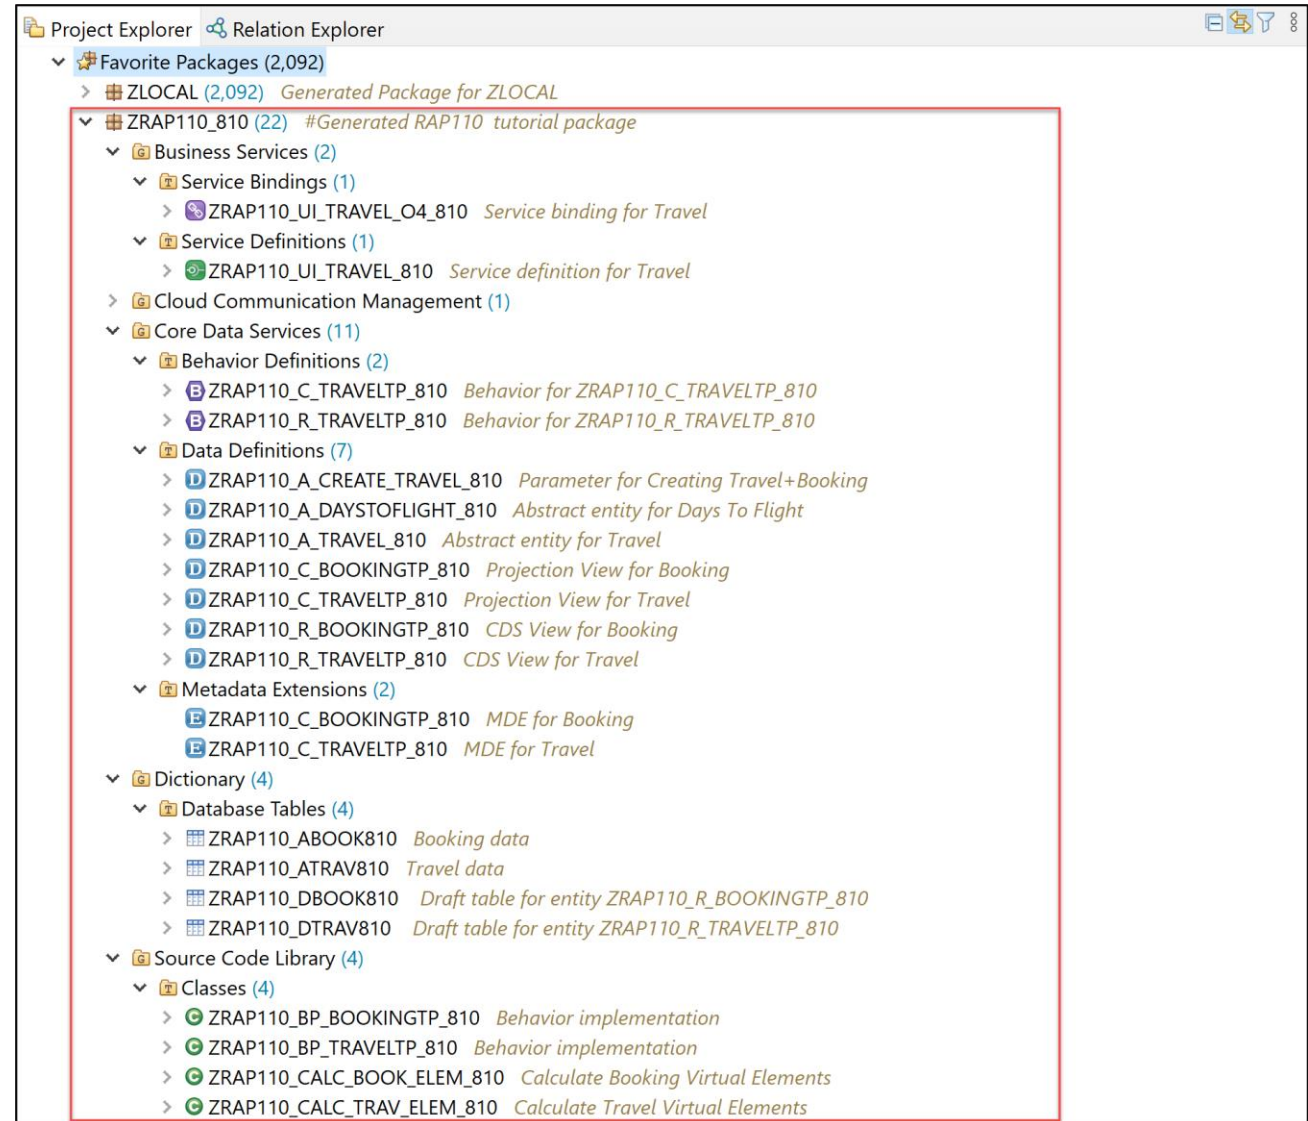 Project Explorer Relation Explorer
Favorite Packages (2,092)
ZLOCAL (2,092) Generated Package for ZLOCAL
ZRAP110_810 (22) #Generated RAP110 tutorial package
Business Services (2)
Service Bindings (1)
ZRAP110_UI_TRAVEL_O4_810 Service binding for Travel
Service Definitions (1)
ZRAP110_UI_TRAVEL_810 Service definition for Travel
Cloud Communication Management (1)
Core Data Services (11)
Behavior Definitions (2)
ZRAP110_C_TRAVELTP_810 Behavior for ZRAP110_C_TRAVELTP_810
ZRAP110_R_TRAVELTP_810 Behavior for ZRAP110_R_TRAVELTP_810
Data Definitions (7)
ZRAP110_A_CREATE_TRAVEL_810 Parameter for Creating Travel+Booking
ZRAP110_A_DAYSTOFLIGHT_810 Abstract entity for Days To Flight
ZRAP110_A_TRAVEL_810 Abstract entity for Travel
ZRAP110_C_BOOKINGTP_810 Projection View for Booking
ZRAP110_C_TRAVELTP_810 Projection View for Travel
ZRAP110_R_BOOKINGTP_810 CDS View for Booking
ZRAP110_R_TRAVELTP_810 CDS View for Travel
Metadata Extensions (2)
ZRAP110_C_BOOKINGTP_810 MDE for Booking
ZRAP110_C_TRAVELTP_810 MDE for Travel
Dictionary (4)
Database Tables (4)
ZRAP110_ABOOK810 Booking data
ZRAP110_ATRAV810 Travel data
ZRAP110_DBOOK810 Draft table for entity ZRAP110_R_BOOKINGTP_810
ZRAP110_DTRAV810 Draft table for entity ZRAP110_R_TRAVELTP_810
Source Code Library (4)
Classes (4)
ZRAP110_BP_BOOKINGTP_810 Behavior implementation
ZRAP110_BP_TRAVELTP_810 Behavior implementation
ZRAP110_CALC_BOOK_ELEM_810 Calculate Booking Virtual Elements
ZRAP110_CALC_TRAV_ELEM_810 Calculate Travel Virtual Elements